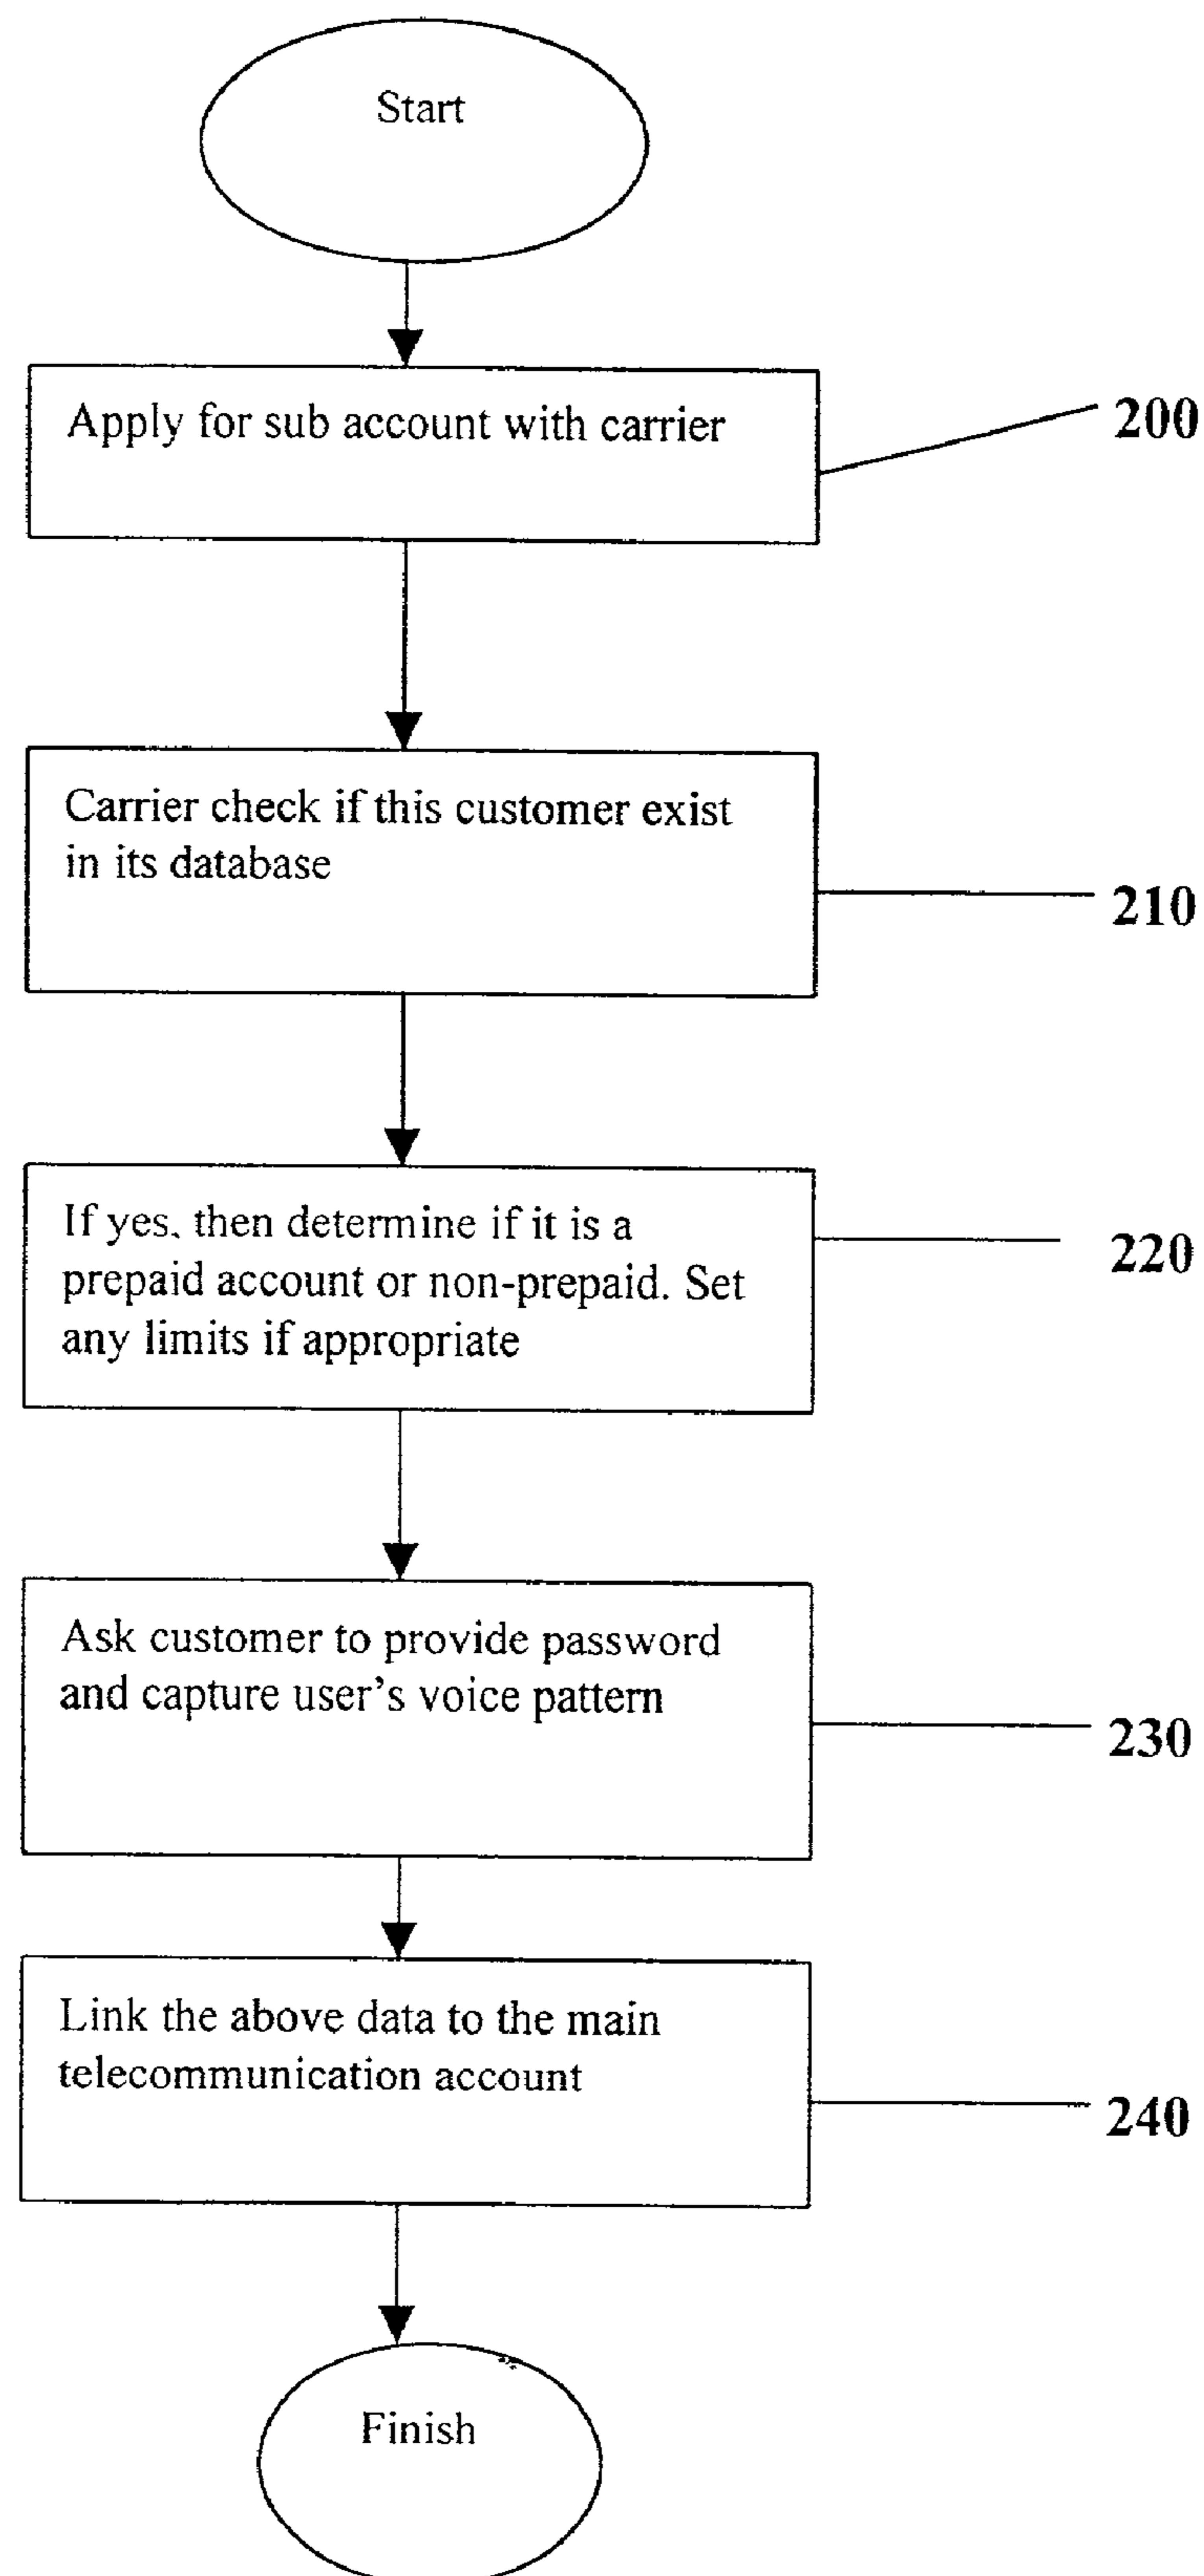 Start
Apply for sub account with carrier
200
Carrier check if this customer exist
in its database
210
If yes, then determine if it is a
prepaid account or non-prepaid. Set
any limits if appropriate
220
Ask customer to provide password
and capture user's voice pattern
230
Link the above data to the main
telecommunication account
240
Finish